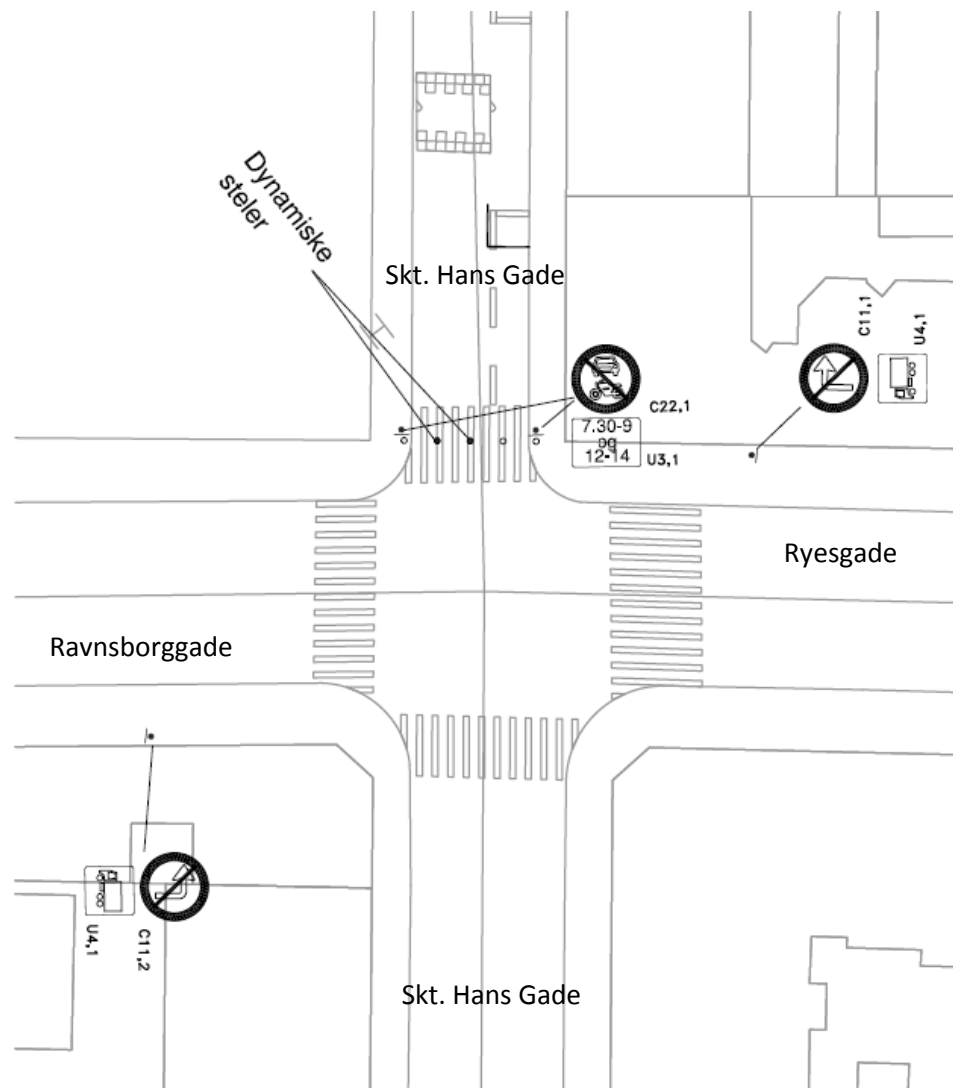 Dynamiske
steler
Skt. Hans Gade
C11,1
U4,1
C22,1
7.30-9
og
12-14
U3,1
Ryesgade
Ravnsborggade
U4,1
C11,2
Skt. Hans Gade